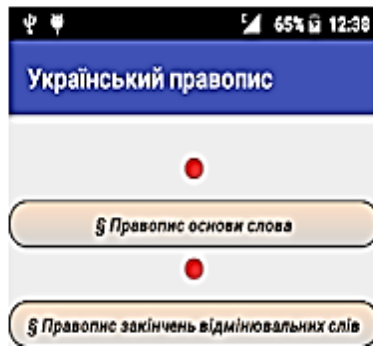 65% 12:38
Український правопис
§ Правопис основи слова
§ Правопис закінчень відмінювальних слів